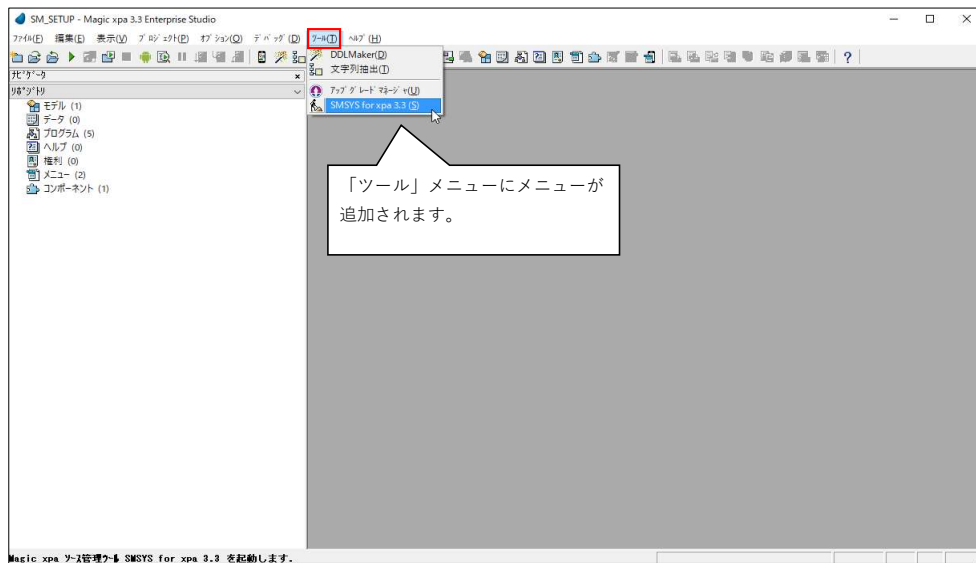 SM_SETUP - Magic xpa 3.3 Enterprise Studio
ﾌｧｲﾙ(F) 編集(E) 表示(V) ﾌﾟﾛｼﾞｪｸﾄ(P) ｵﾌﾟｼｮﾝ(O) ﾃﾞﾊﾞｯｸﾞ(D) ﾂｰﾙ(T) ﾍﾙﾌﾟ(H)
DDLMaker(D)
文字列抽出(T)
ｱｯﾌﾟｸﾞﾚｰﾄﾞﾏﾈｰｼﾞｬ(U)
SMSYS for xpa 3.3 (S)
ﾅﾋﾞｹﾞｰﾀ
ﾘﾎﾟｼﾞﾄﾘ
モデル (1)
データ (0)
プログラム (5)
ヘルプ (0)
権利 (0)
メニュー (2)
コンポーネント (1)
「ツール」メニューにメニューが
追加されます。
Magic xpa ｿｰｽ管理ﾂｰﾙ SMSYS for xpa 3.3 を起動します.